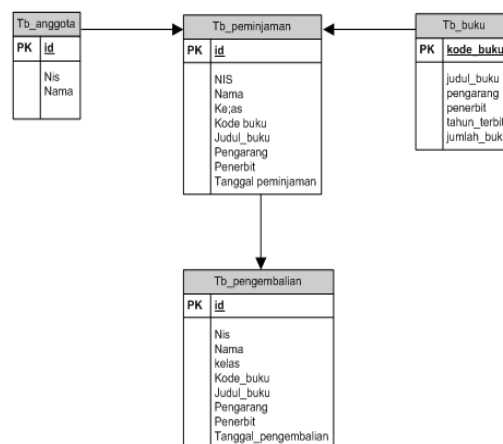 Tb_anggota
PK id
Nis
Nama
Tb_peminjaman
PK id
NIS
Nama
Ke;as
Kode buku
Judul_buku
Pengarang
Penerbit
Tanggal peminjaman
Tb_buku
PK kode_buku
judul_buku
pengarang
penerbit
tahun_terbit
jumlah_buk
Tb_pengembalian
PK id
Nis
Nama
kelas
Kode_buku
Judul_buku
Pengarang
Penerbit
Tanggal_pengembalian